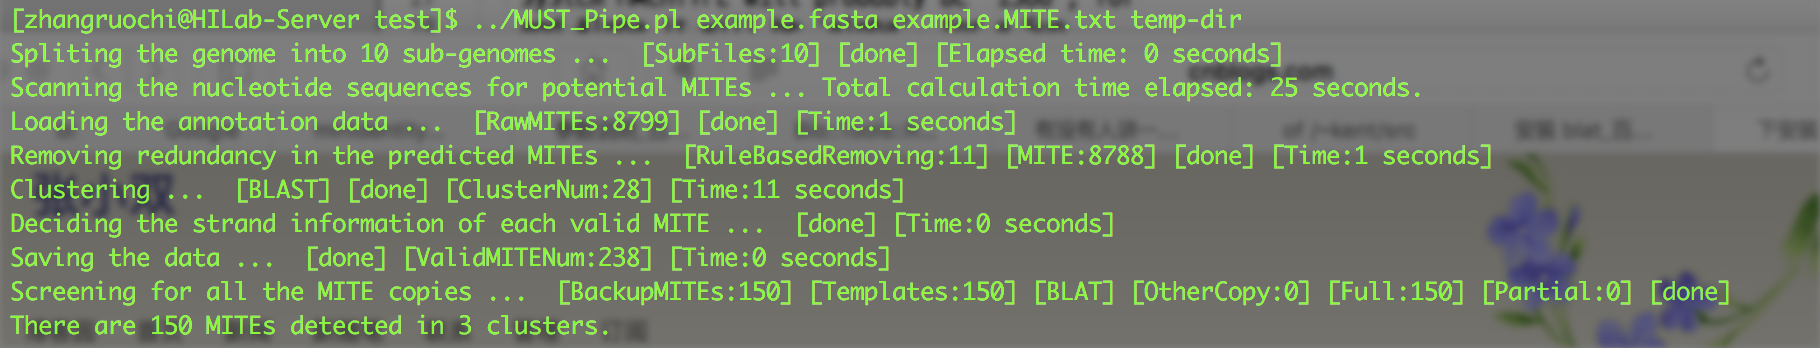 [zhangruochi@HILab-Server test]$ ../MUST_Pipe.pl example.fasta example.MITE.txt temp-dir
Spliting the genome into 10 sub-genomes ...  [SubFiles:10] [done] [Elapsed time: 0 seconds]
Scanning the nucleotide sequences for potential MITEs ... Total calculation time elapsed: 25 seconds.
Loading the annotation data ...  [RawMITEs:8799] [done] [Time:1 seconds]
Removing redundancy in the predicted MITEs ...  [RuleBasedRemoving:11] [MITE:8788] [done] [Time:1 seconds]
Clustering ...  [BLAST] [done] [ClusterNum:28] [Time:11 seconds]
Deciding the strand information of each valid MITE ...  [done] [Time:0 seconds]
Saving the data ...  [done] [ValidMITENum:238] [Time:0 seconds]
Screening for all the MITE copies ...  [BackupMITEs:150] [Templates:150] [BLAT] [OtherCopy:0] [Full:150] [Partial:0] [done]
There are 150 MITEs detected in 3 clusters.